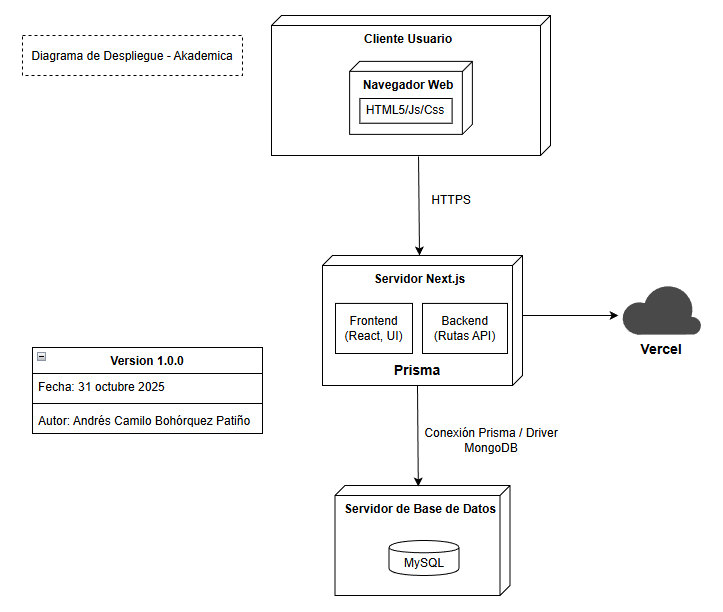 Diagrama de Despliegue - Akademica
Cliente Usuario
Navegador Web
HTML5/Js/Css
HTTPS
Servidor Next.js
Frontend
(React, UI)
Backend
(Rutas API)
Prisma
Vercel
Version 1.0.0
Fecha: 31 octubre 2025
Autor: Andrés Camilo Bohórquez Patiño
Conexión Prisma / Driver
MongoDB
Servidor de Base de Datos
MySQL